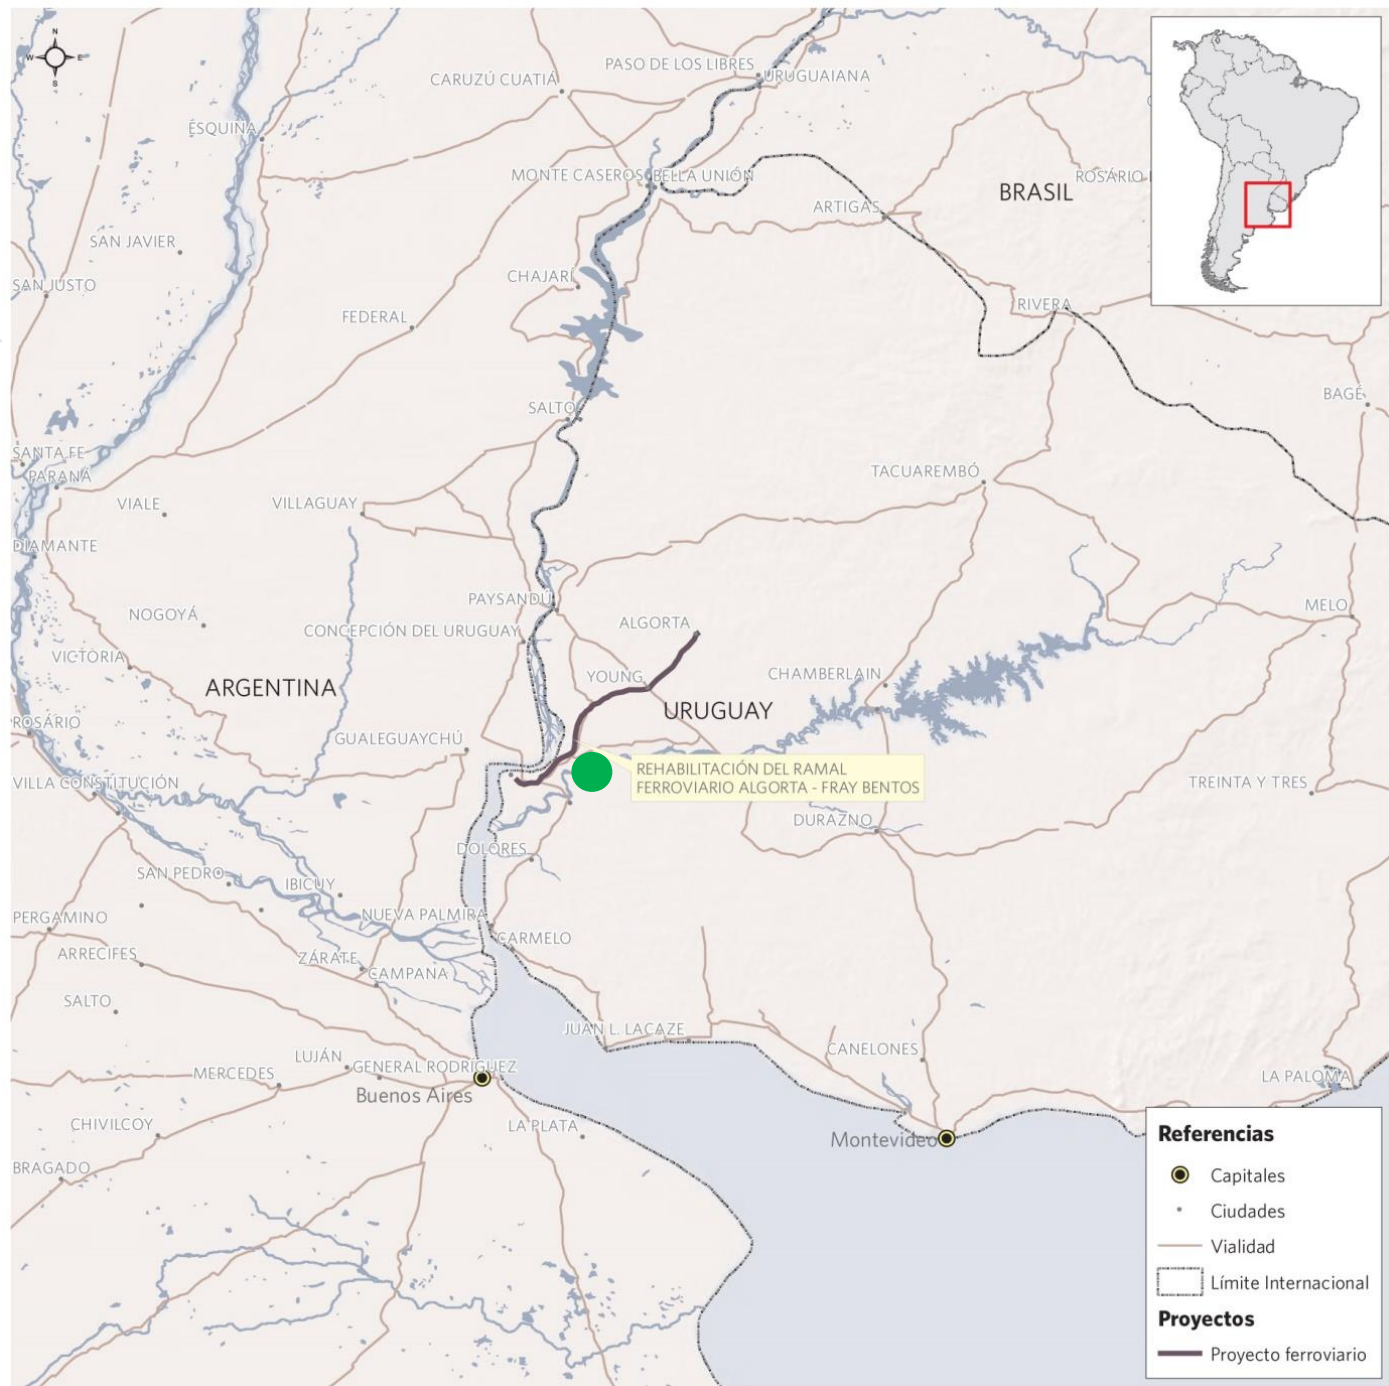 N
W E
S
PASO DE LOS LIBRES
CARUZÚ CUATIÁ
URUGUAIANA
ESQUINA
MONTE CASEROS
BELLA UNIÓN
BRASIL
ROSÁRIO
ARTIGAS
SAN JAVIER
CHAJARÍ
SAN JUSTO
RIVERA
FEDERAL
BAGÉ
SALTO
SANTA FE
PARANÁ
TACUAREMBÓ
VIALE
VILLAGUAY
DIAMANTE
PAYSANDÚ
MELO
NOGOYÁ
CONCEPCIÓN DEL URUGUAY
ALGORTA
VICTORIA
YOUNG
CHAMBERLAIN
ARGENTINA
URUGUAY
ROSÁRIO
GUALEGUAYCHÚ
REHABILITACIÓN DEL RAMAL
FERROVIARIO ALGORTA - FRAY BENTOS
VILLA CONSTITUCIÓN
TREINTA Y TRES
DURAZNO
DOLORES
SAN PEDRO
IBICUY
PERGAMINO
NUEVA PALMIRA
CARMELO
ARRECIFES
ZÁRATE
CAMPANA
SALTO
JUAN L. LACAZE
CANELONES
LUJÁN
GENERAL RODRÍGUEZ
MERCEDES
LA PALOMA
Buenos Aires
CHIVILCOY
LA PLATA
Montevideo
BRAGADO
Referencias
Capitales
Ciudades
Vialidad
Límite Internacional
Proyectos
Proyecto ferroviario